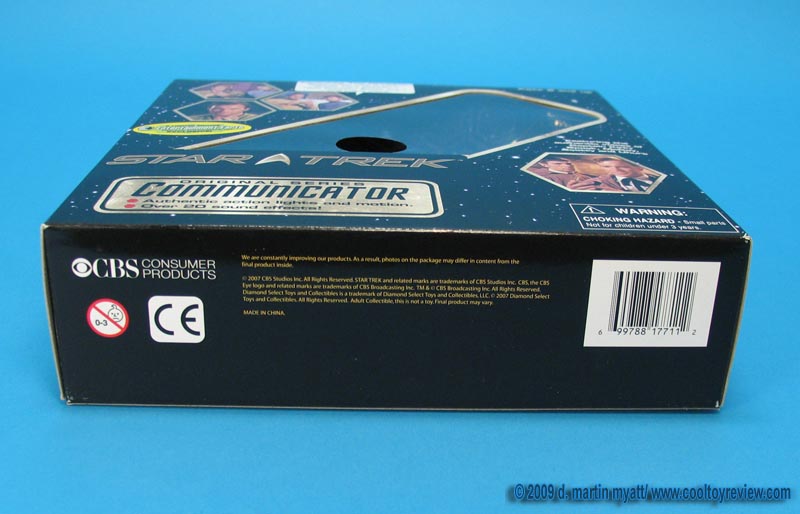 STAR TREK
ORIGINAL SERIES
COMMUNICATOR
Authentic action lights and motion.
Over 20 sound effects!
WARNING:
CHOKING HAZARD - Small parts
Not for children under 3 years.
CBS CONSUMER
PRODUCTS
We are constantly improving our products. As a result, photos on the package may differ in content from the
final product inside.
© 2007 CBS Studios Inc. All Rights Reserved. STAR TREK and related marks are trademarks of CBS Studios Inc. CBS, the CBS
Eye logo and related marks are trademarks of CBS Broadcasting Inc. TM & © CBS Broadcasting Inc. All Rights Reserved. Diamond
Select Toys and Collectibles is a trademark of Diamond Select Toys and Collectibles, LLC. © 2007 Diamond Select
Toys and Collectibles. All Rights Reserved. Adult Collectible, this is not a toy. Final product may vary.
MADE IN CHINA.
0-3
CE
6 99788 17711 2
©2009 d. martin myatt/ www.cooltoyreview.com